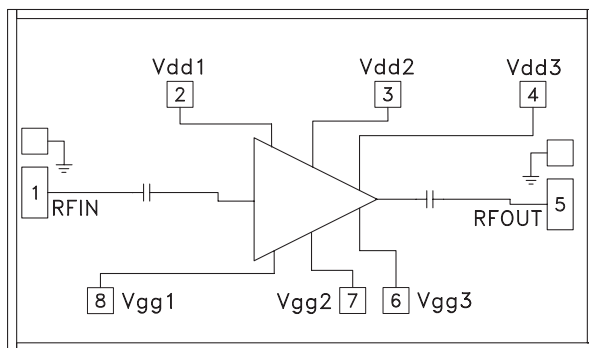 Vdd1 Vdd2 Vdd3
2 3 4
1
RFIN
5
RFOUT
8 Vgg1 Vgg2 7 6 Vgg3